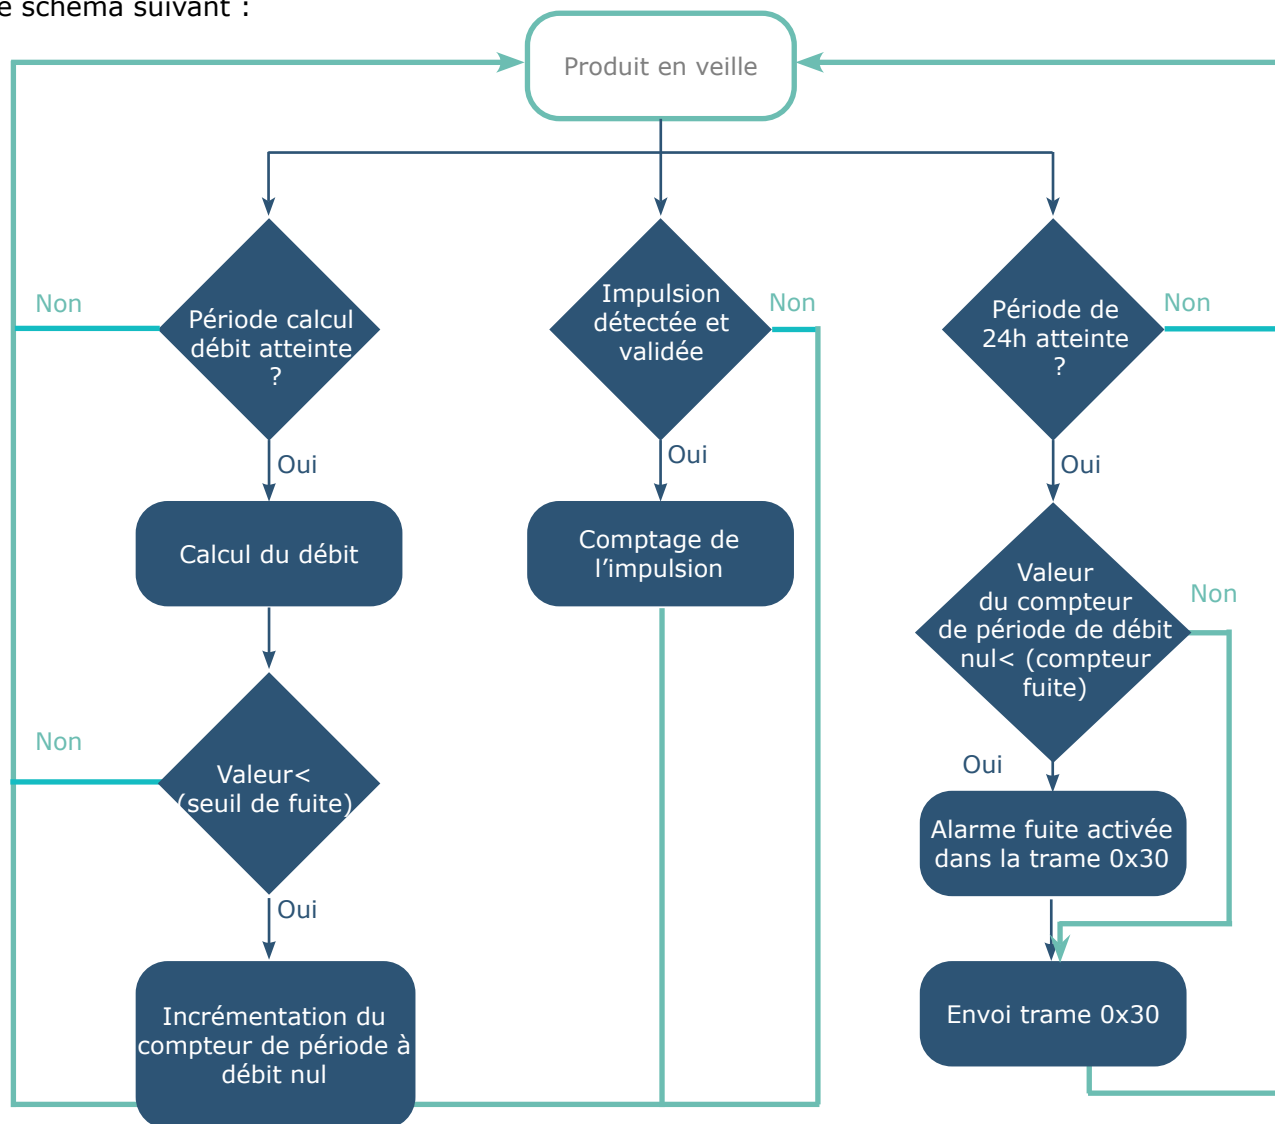 e schéma suivant :
Produit en veille
Non
Période calcul
débit atteinte
?
Oui
Calcul du débit
Non
Valeur<
(seuil de fuite)
Oui
Incrémentation du
compteur de période à
débit nul
Impulsion
détectée et
validée
Non
Oui
Comptage de
l’impulsion
Période de
24h atteinte
?
Non
Oui
Valeur
du compteur
de période de débit
nul< (compteur
fuite)
Non
Oui
Alarme fuite activée
dans la trame 0x30
Envoi trame 0x30